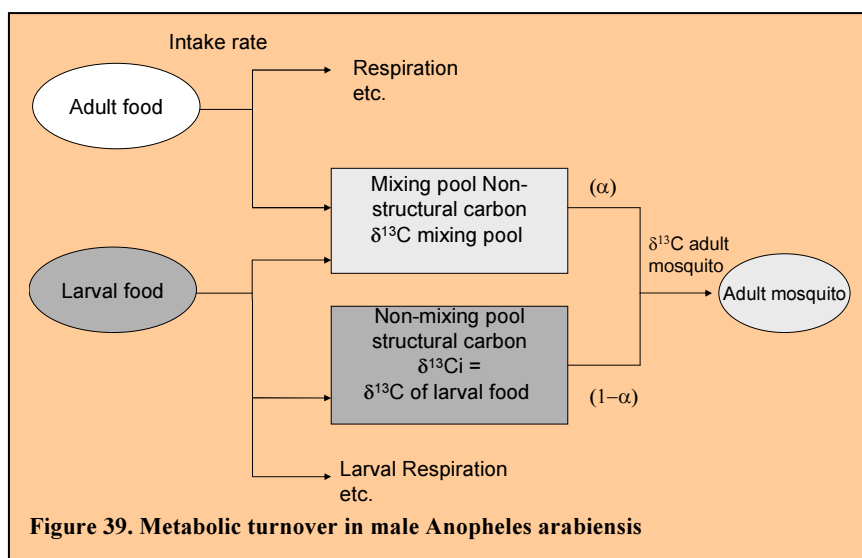 Intake rate
Adult food
Respiration
etc.
Mixing pool Non-
structural carbon
δ¹³C mixing pool
(α)
δ¹³C adult
mosquito
Adult mosquito
Larval food
Non-mixing pool
structural carbon
δ¹³Ci =
δ¹³C of larval food
(1−α)
Larval Respiration
etc.
Figure 39. Metabolic turnover in male Anopheles arabiensis